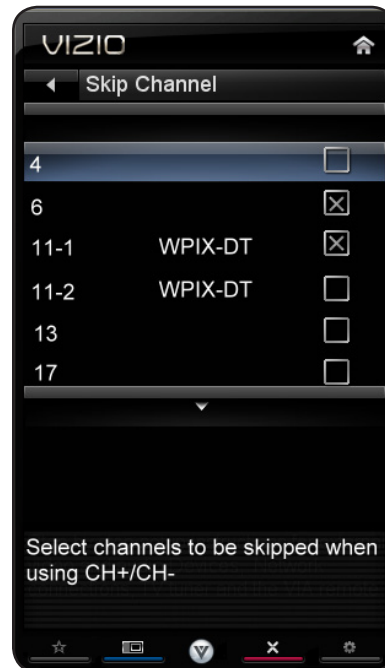 VIZIO
Skip Channel
4
6
11-1 WPIX-DT
11-2 WPIX-DT
13
17
Select channels to be skipped when
using CH+/CH-